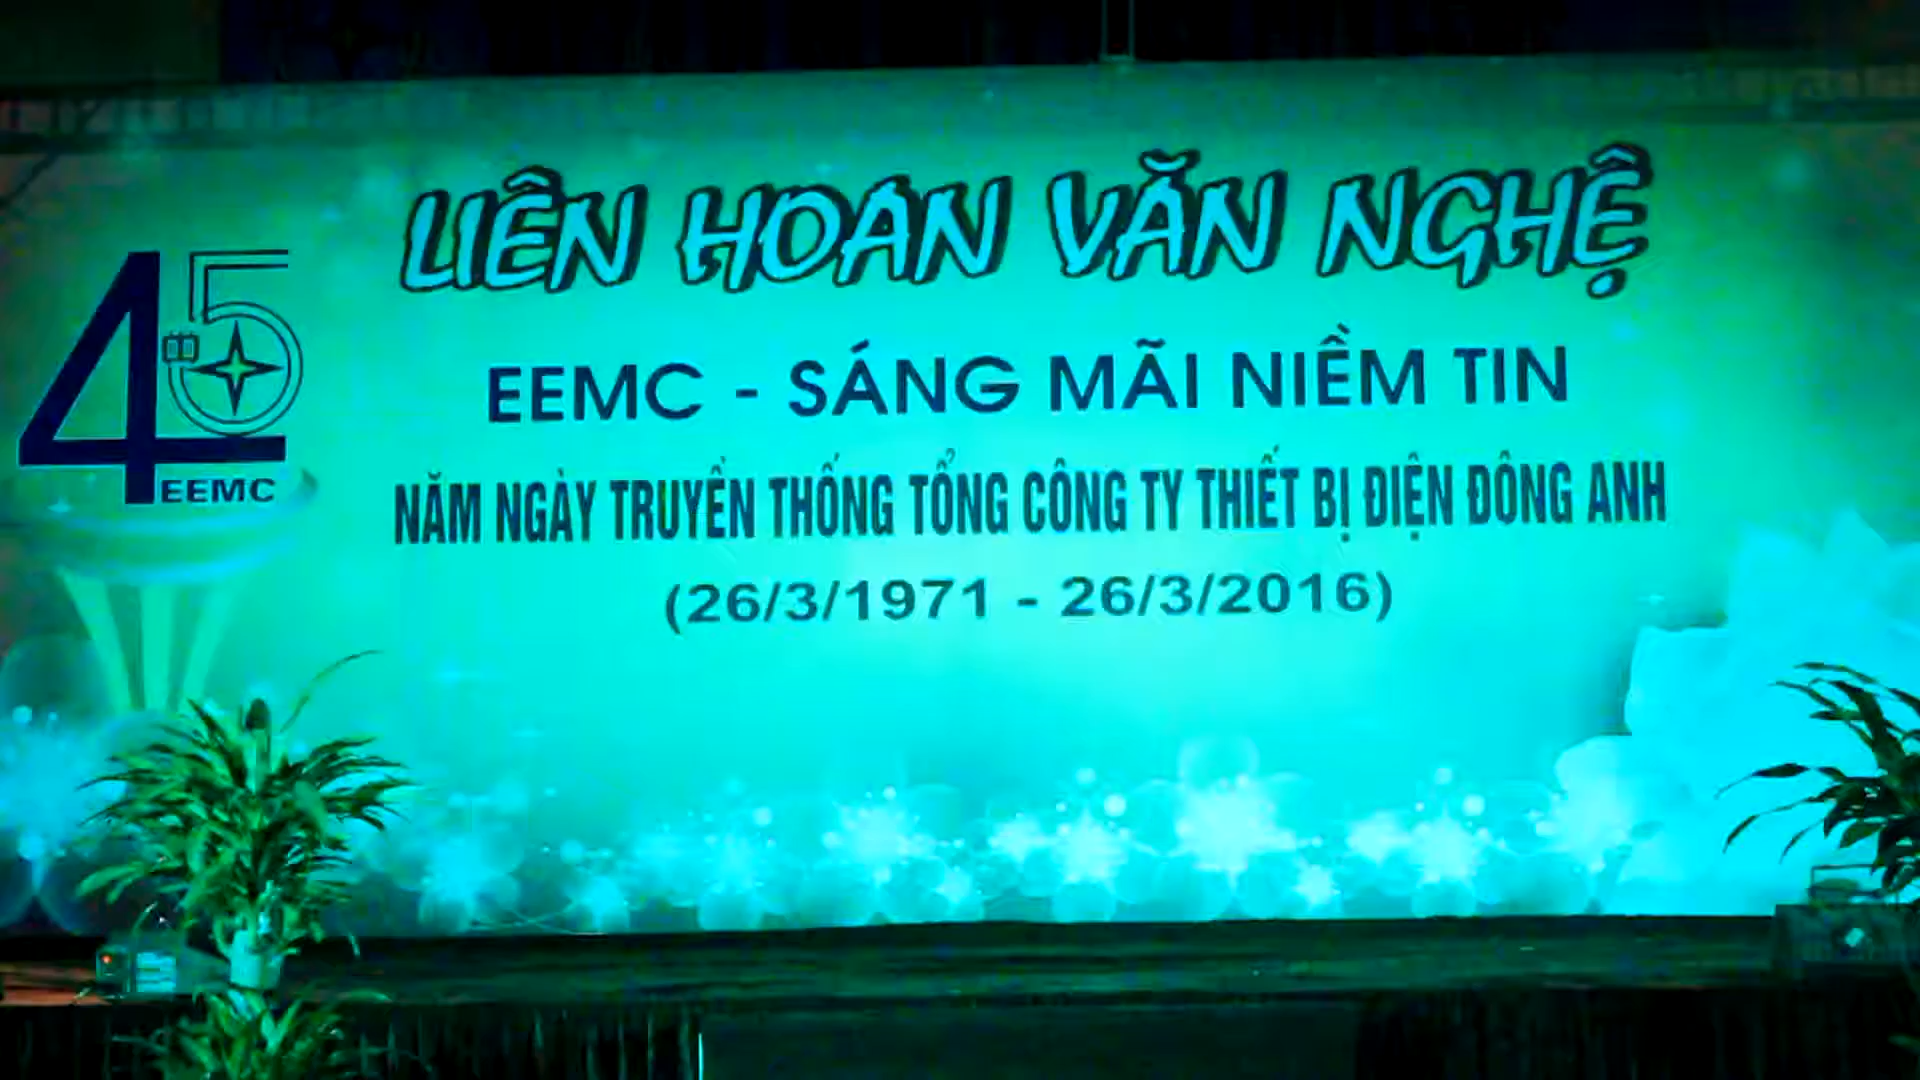 LIÊN HOAN VĂN NGHỆ
45
EEMC
EEMC - SÁNG MÃI NIỀM TIN
NĂM NGÀY TRUYỀN THỐNG TỔNG CÔNG TY THIẾT BỊ ĐIỆN ĐÔNG ANH
(26/3/1971 - 26/3/2016)